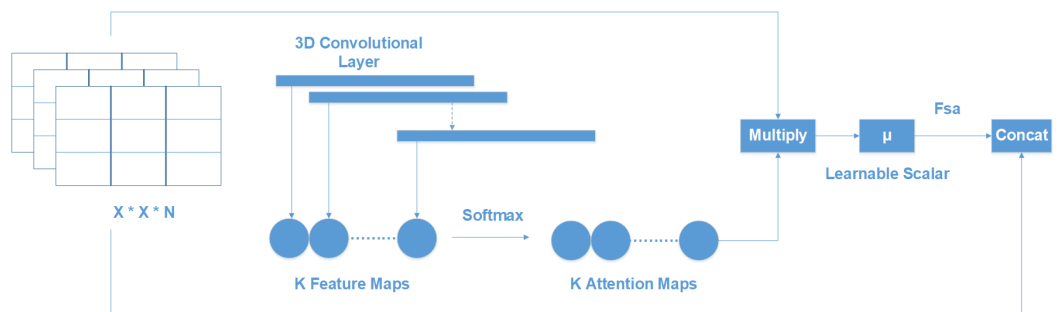 3D Convolutional
Layer
Fsa
Multiply
μ
Concat
Learnable Scalar
X * X * N
Softmax
K Feature Maps
K Attention Maps